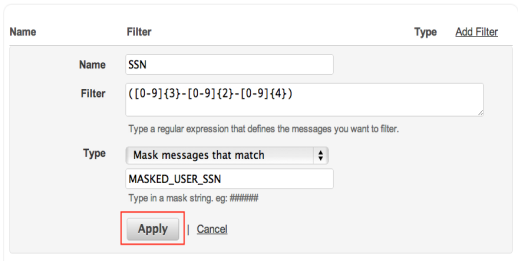 Name Filter Type Add Filter
Name SSN
Filter ([0-9]{3}-[0-9]{2}-[0-9]{4})
Type a regular expression that defines the messages you want to filter.
Type Mask messages that match
MASKED_USER_SSN
Type in a mask string. eg: ######
Apply | Cancel